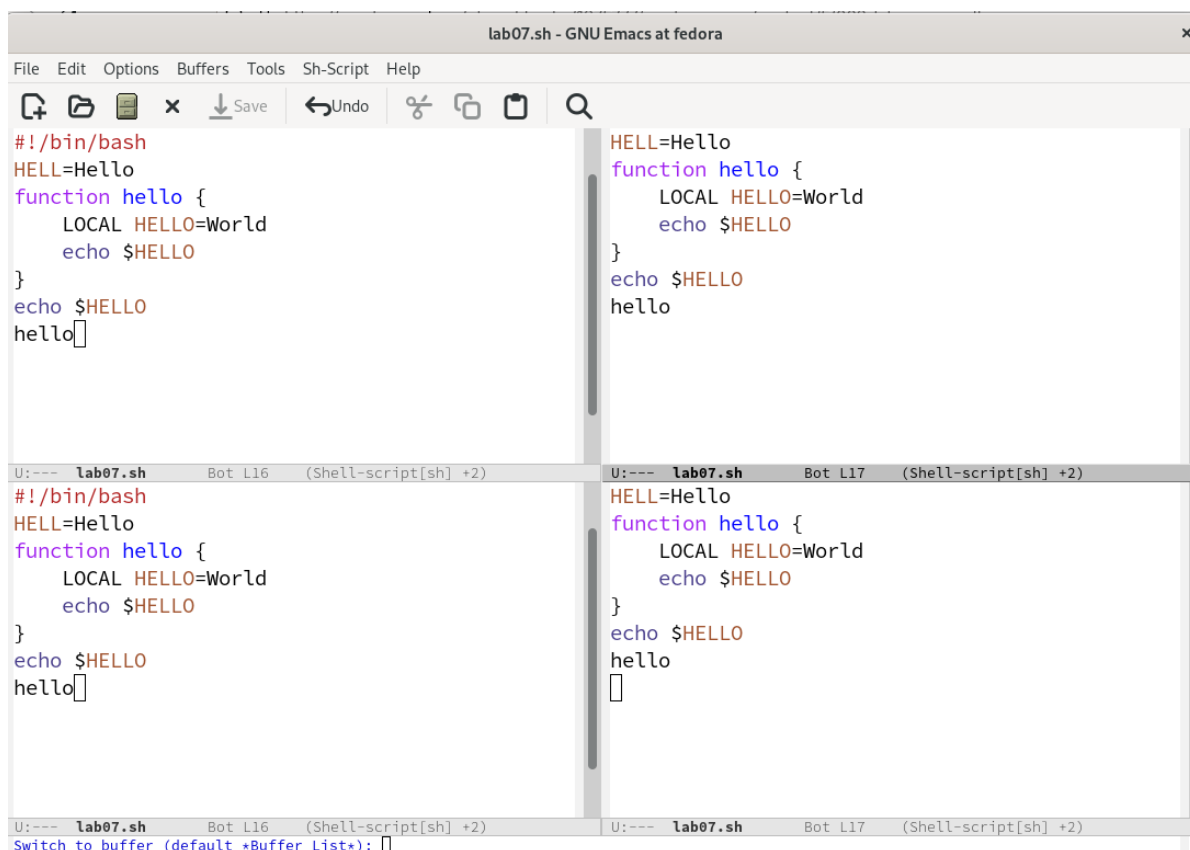 lab07.sh - GNU Emacs at fedora
File Edit Options Buffers Tools Sh-Script Help
Save Undo
#!/bin/bash
HELL=Hello
function hello {
    LOCAL HELLO=World
    echo $HELLO
}
echo $HELLO
hello
U:--- lab07.sh Bot L16 (Shell-script[sh] +2)
HELL=Hello
function hello {
    LOCAL HELLO=World
    echo $HELLO
}
echo $HELLO
hello
U:--- lab07.sh Bot L17 (Shell-script[sh] +2)
#!/bin/bash
HELL=Hello
function hello {
    LOCAL HELLO=World
    echo $HELLO
}
echo $HELLO
hello
U:--- lab07.sh Bot L16 (Shell-script[sh] +2)
HELL=Hello
function hello {
    LOCAL HELLO=World
    echo $HELLO
}
echo $HELLO
hello
U:--- lab07.sh Bot L17 (Shell-script[sh] +2)
Switch to buffer (default *Buffer List*):